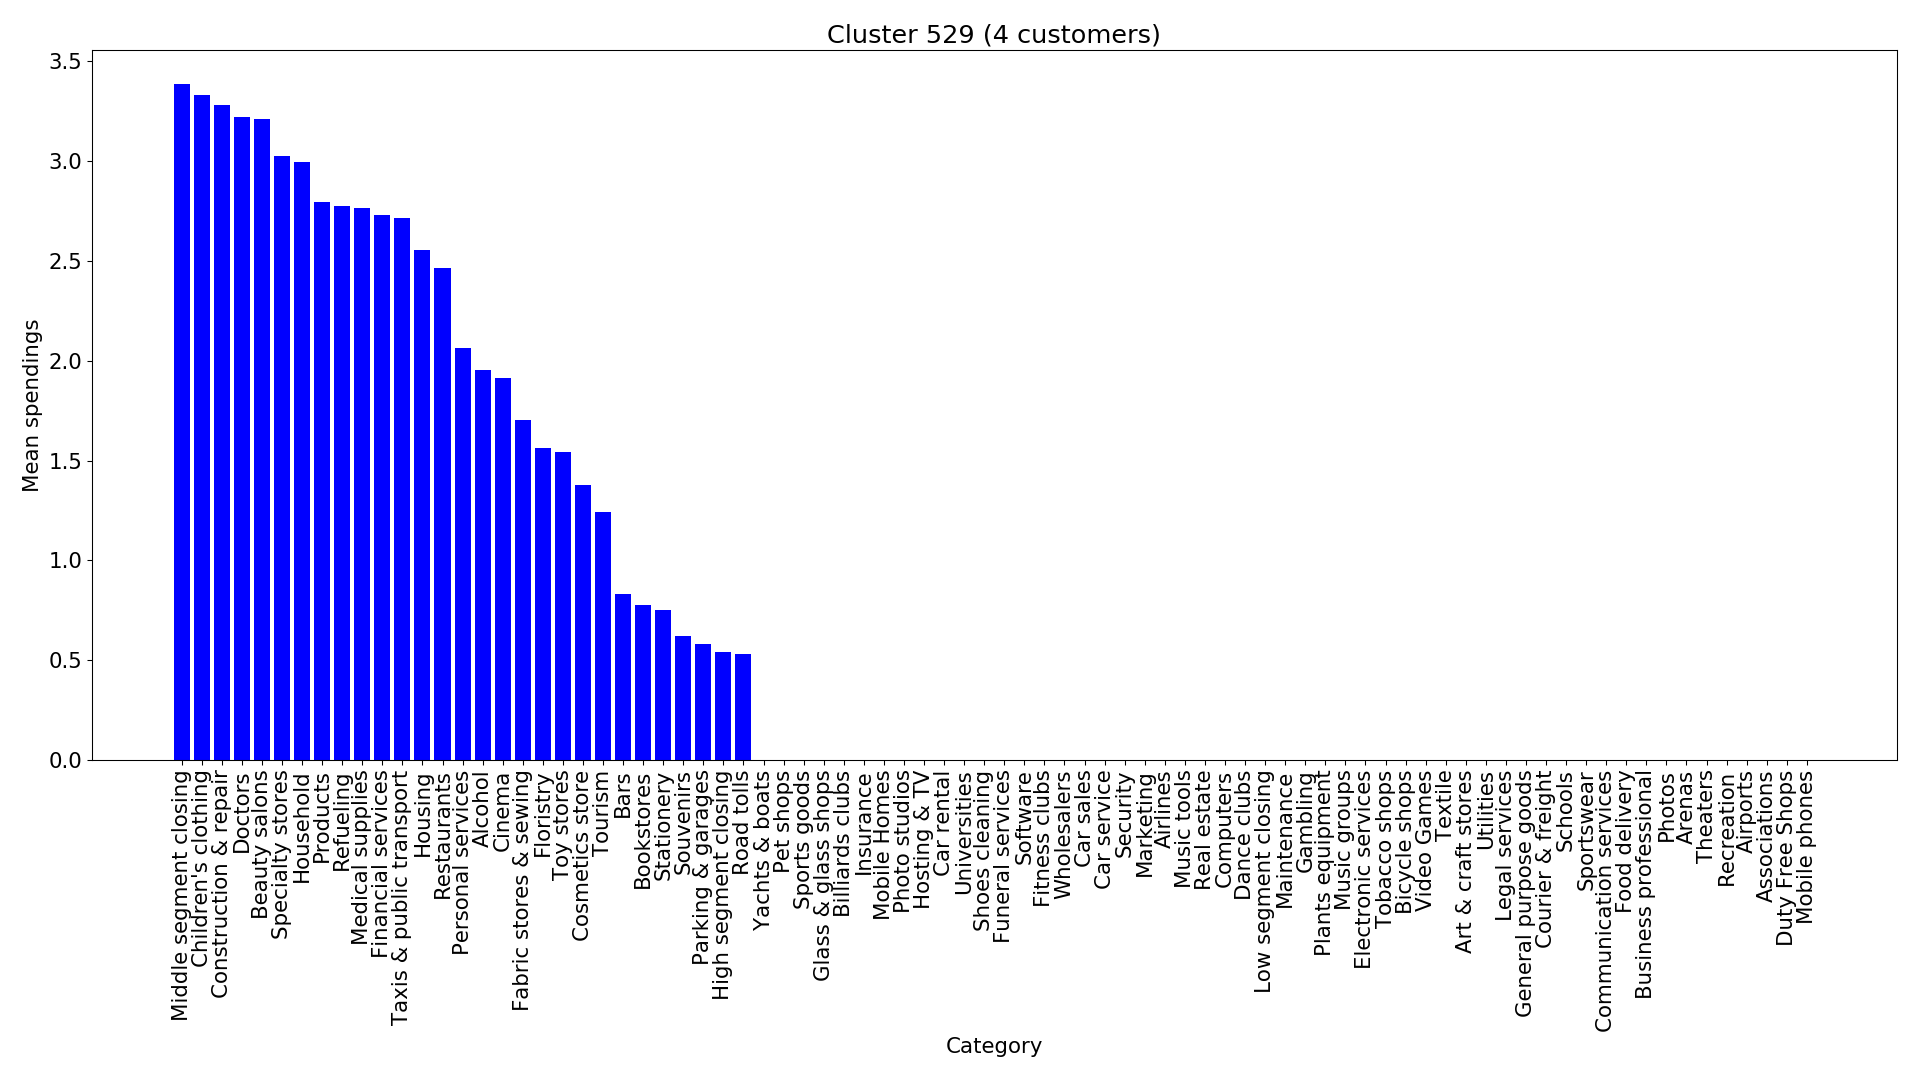 Cluster 529 (4 customers)
3.5
3.0
2.5
2.0
1.5
1.0
0.5
0.0
Mean spendings
Middle segment closing
Children's clothing
Construction & repair
Doctors
Beauty salons
Specialty stores
Household
Products
Refueling
Medical supplies
Financial services
Taxis & public transport
Housing
Restaurants
Personal services
Alcohol
Cinema
Fabric stores & sewing
Floristry
Toy stores
Cosmetics store
Tourism
Bars
Bookstores
Stationery
Souvenirs
Parking & garages
High segment closing
Road tolls
Yachts & boats
Pet shops
Sports goods
Glass & glass shops
Billiards clubs
Insurance
Mobile Homes
Photo studios
Hosting & TV
Car rental
Universities
Shoes cleaning
Funeral services
Software
Fitness clubs
Wholesalers
Car sales
Car service
Security
Marketing
Airlines
Music tools
Real estate
Computers
Dance clubs
Low segment closing
Maintenance
Gambling
Plants equipment
Music groups
Electronic services
Tobacco shops
Bicycle shops
Video Games
Textile
Art & craft stores
Utilities
Legal services
General purpose goods
Courier & freight
Schools
Sportswear
Communication services
Food delivery
Business professional
Photos
Arenas
Theaters
Recreation
Airports
Associations
Duty Free Shops
Mobile phones
Category